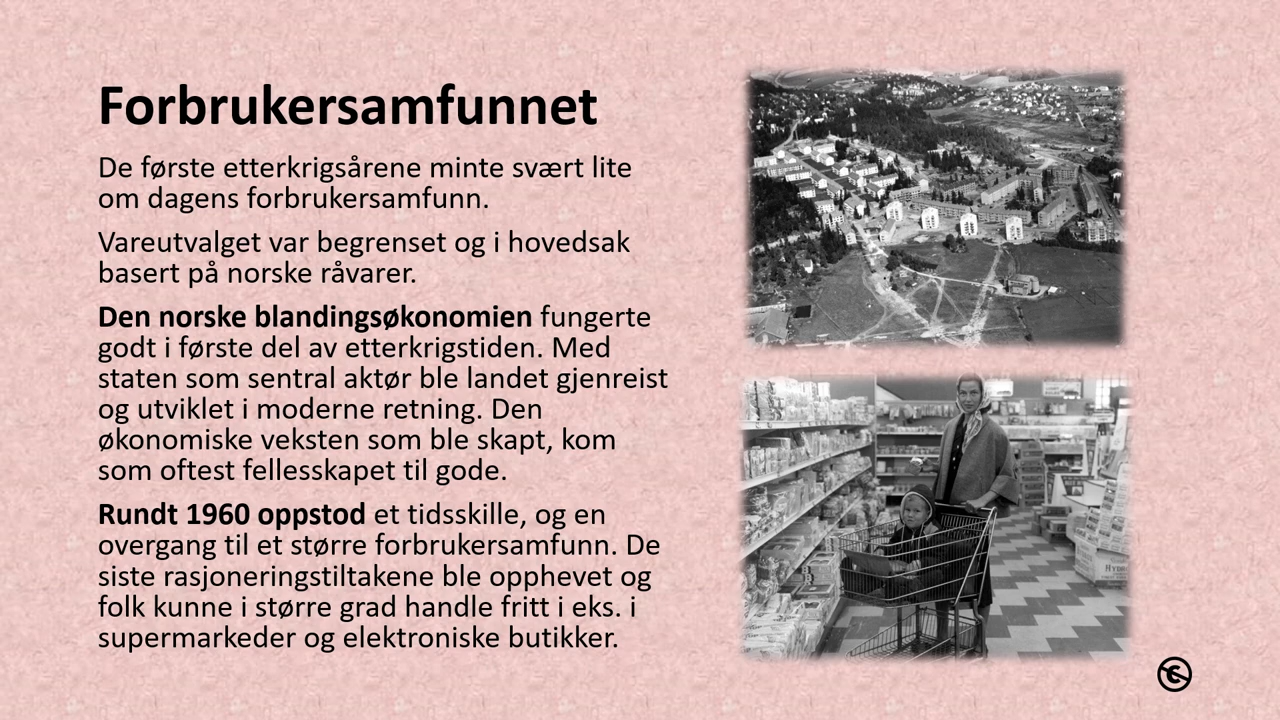 Forbrukersamfunnet
De første etterkrigsårene minte svært lite
om dagens forbrukersamfunn.
Vareutvalget var begrenset og i hovedsak
basert på norske råvarer.
Den norske blandingsøkonomien fungerte
godt i første del av etterkrigstiden. Med
staten som sentral aktør ble landet gjenreist
og utviklet i moderne retning. Den
økonomiske veksten som ble skapt, kom
som oftest fellesskapet til gode.
Rundt 1960 oppstod et tidsskille, og en
overgang til et større forbrukersamfunn. De
siste rasjoneringstiltakene ble opphevet og
folk kunne i større grad handle fritt i eks. i
supermarkeder og elektroniske butikker.